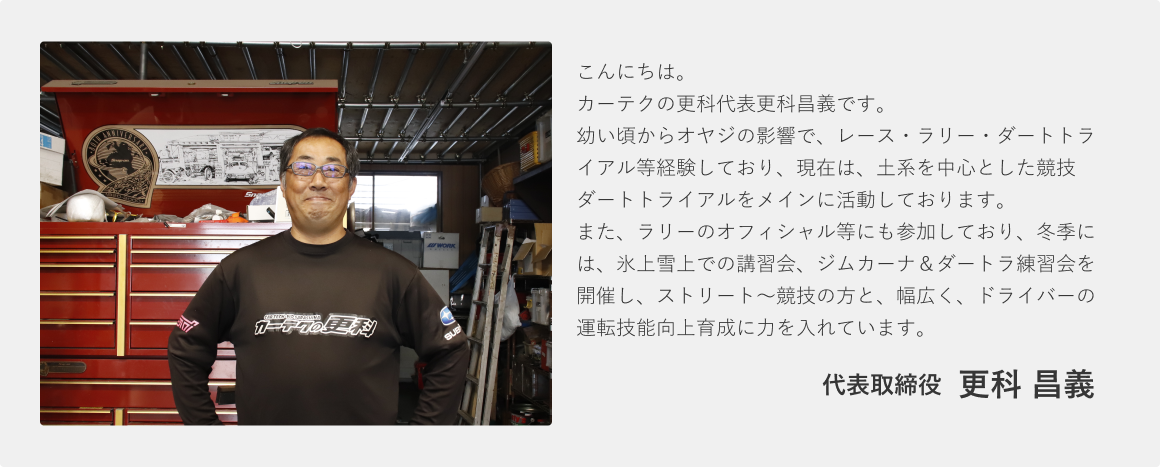 カーテクの更科
こんにちは。
カーテクの更科代表更科昌義です。
幼い頃からオヤジの影響で、レース・ラリー・ダートトラ
イアル等経験しており、現在は、土系を中心とした競技
ダートトライアルをメインに活動しております。
また、ラリーのオフィシャル等にも参加しており、冬季に
は、氷上雪上での講習会、ジムカーナ＆ダートラ練習会を
開催し、ストリート～競技の方と、幅広く、ドライバーの
運転技能向上育成に力を入れています。
代表取締役 更科 昌義